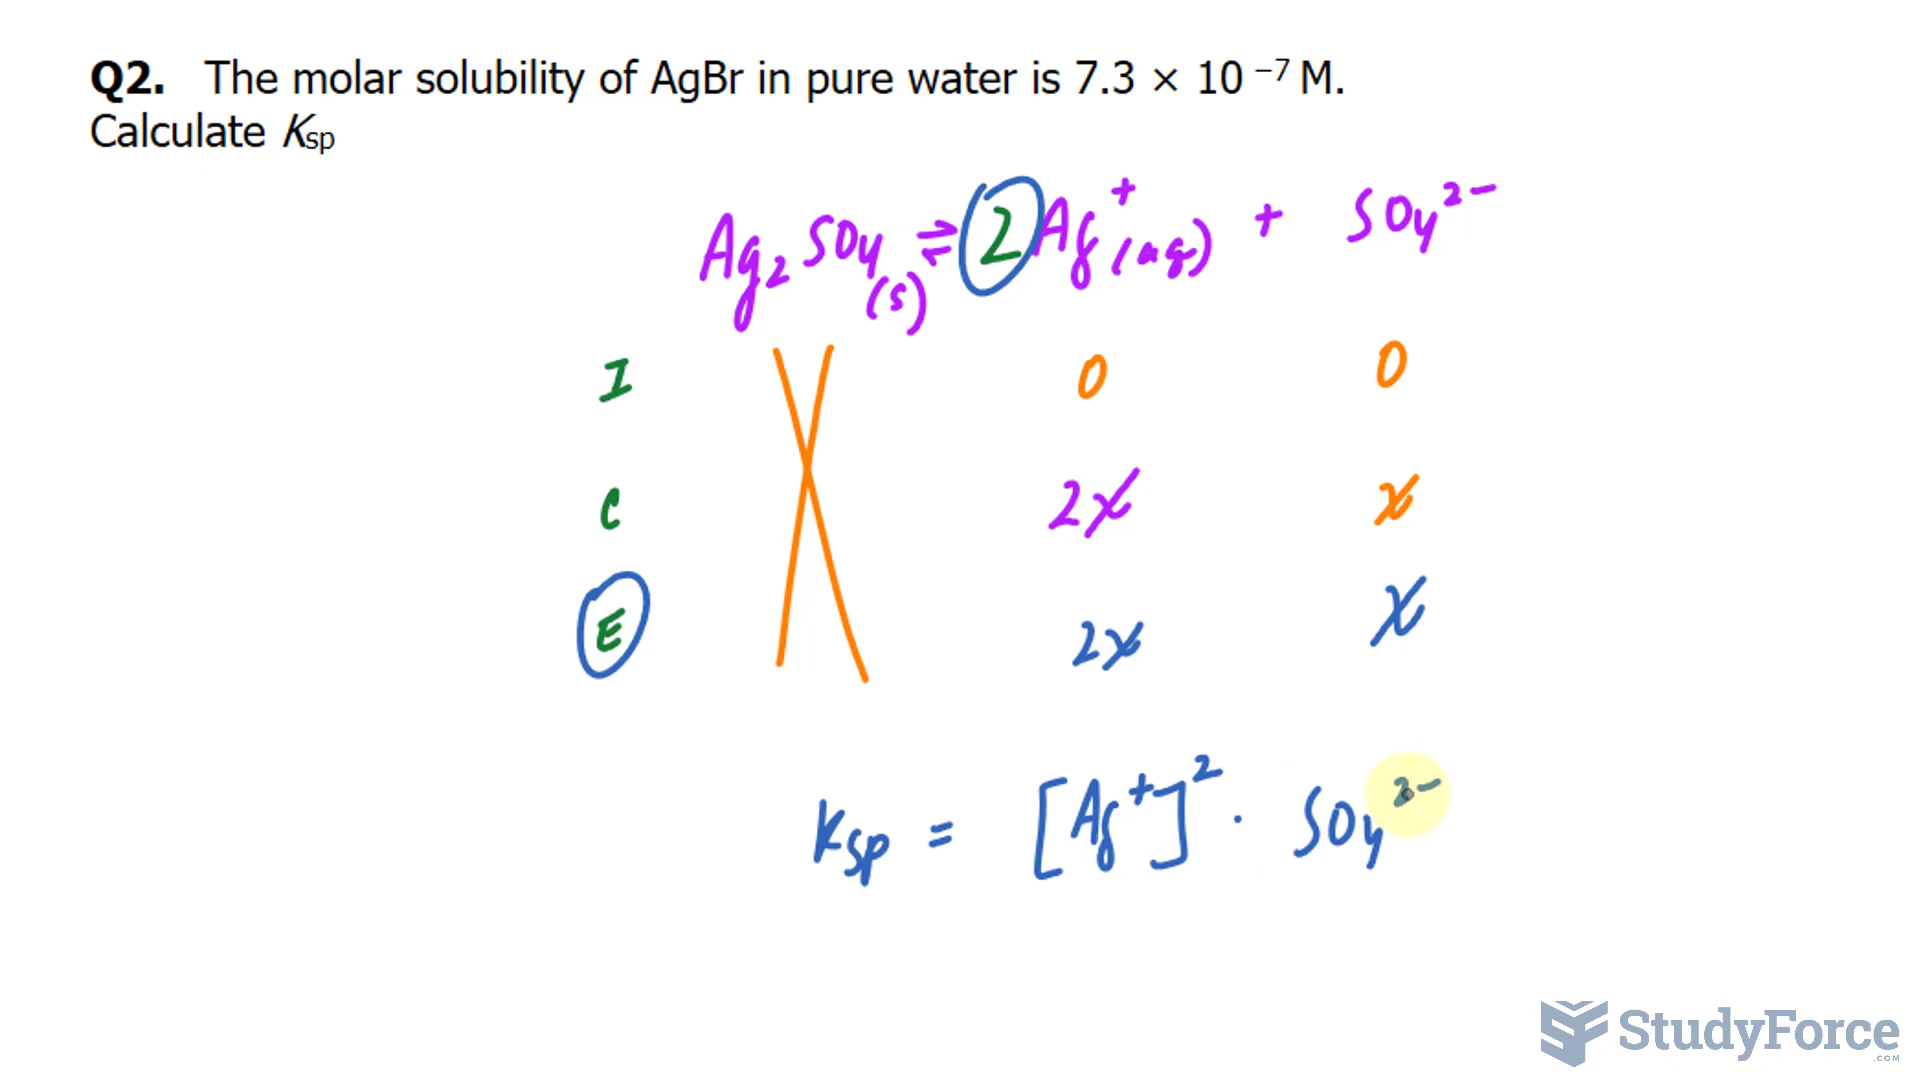 Q2. The molar solubility of AgBr in pure water is 7.3 × 10 ⁻⁷ M.
Calculate Ksp
Ag₂SO₄(s) ⇌ 2Ag⁺(aq) + SO₄²⁻
I 0 0
C 2x x
E 2x x
Ksp = [Ag⁺]² · SO₄²⁻
StudyForce
.COM